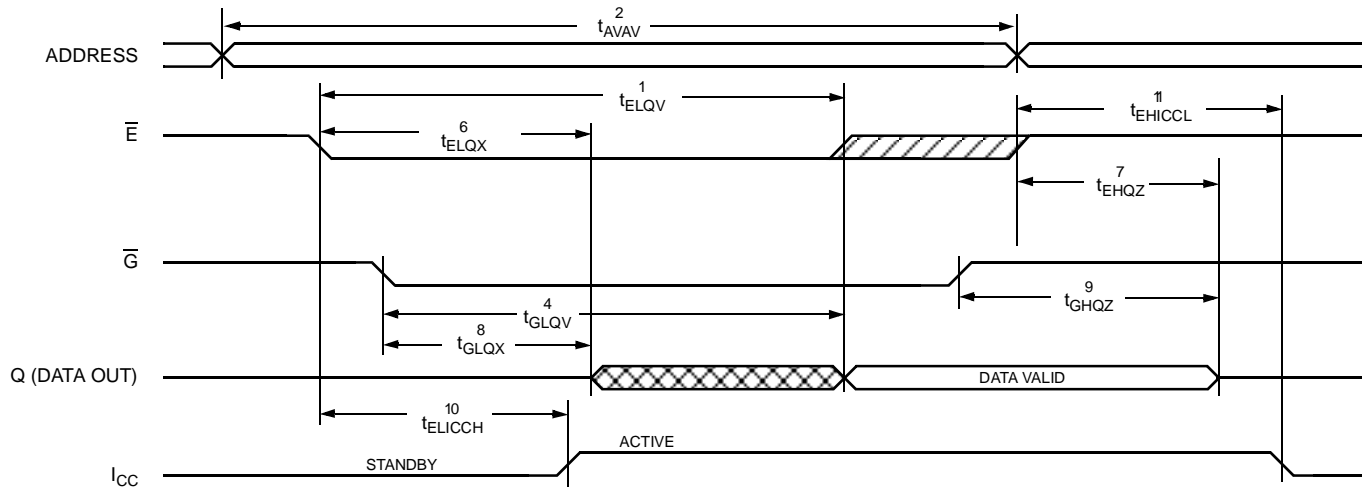 2
tAVAV
ADDRESS
1
tELQV
11
tEHICCL
E
6
tELQX
7
tEHQZ
G
9
tGHQZ
4
tGLQV
8
tGLQX
Q (DATA OUT)
DATA VALID
10
tELICCH
ACTIVE
STANDBY
ICC